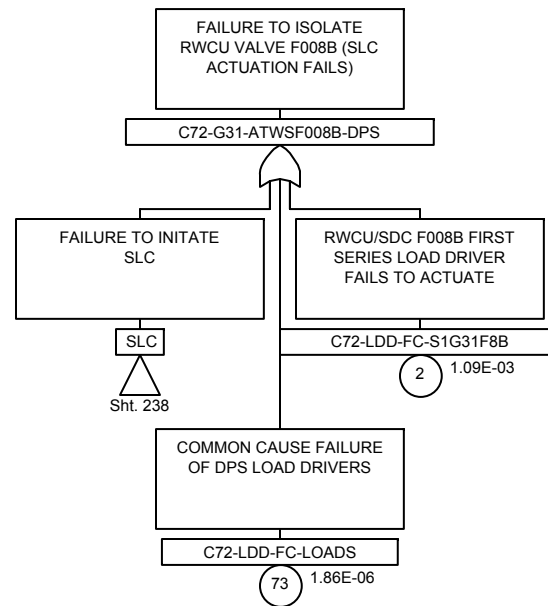 FAILURE TO ISOLATE
RWCU VALVE F008B (SLC
ACTUATION FAILS)
C72-G31-ATWSF008B-DPS
FAILURE TO INITATE
SLC
SLC
Sht. 238
RWCU/SDC F008B FIRST
SERIES LOAD DRIVER
FAILS TO ACTUATE
C72-LDD-FC-S1G31F8B
2 1.09E-03
COMMON CAUSE FAILURE
OF DPS LOAD DRIVERS
C72-LDD-FC-LOADS
73 1.86E-06